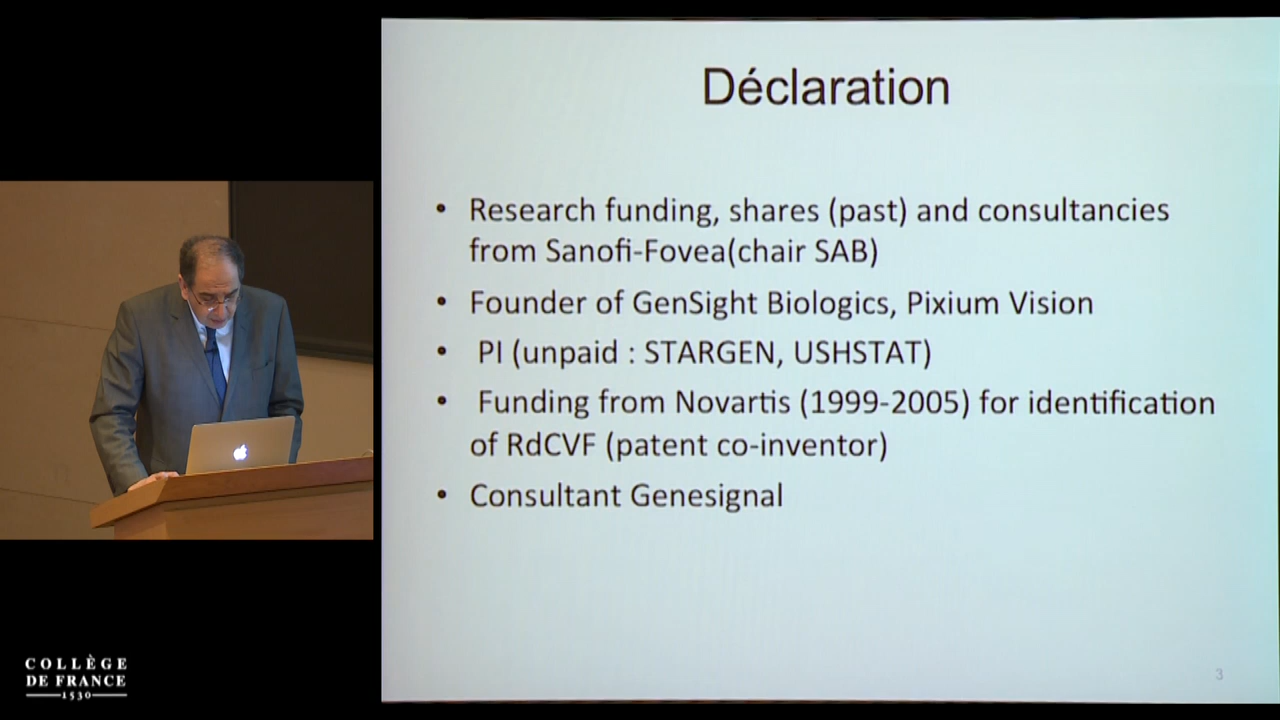 Déclaration
• Research funding, shares (past) and consultancies
from Sanofi-Fovea(chair SAB)
• Founder of GenSight Biologics, Pixium Vision
• PI (unpaid : STARGEN, USHSTAT)
• Funding from Novartis (1999-2005) for identification
of RdCVF (patent co-inventor)
• Consultant Genesignal
3
COLLÈGE
DE FRANCE
1530